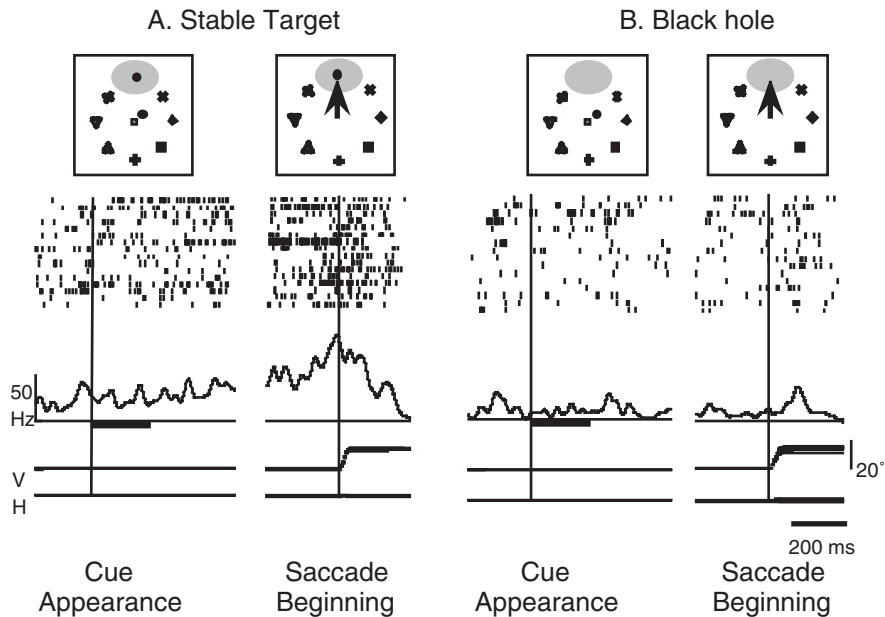 A. Stable Target
B. Black hole
50
Hz
V
H
20°
200 ms
Cue
Appearance
Saccade
Beginning
Cue
Appearance
Saccade
Beginning